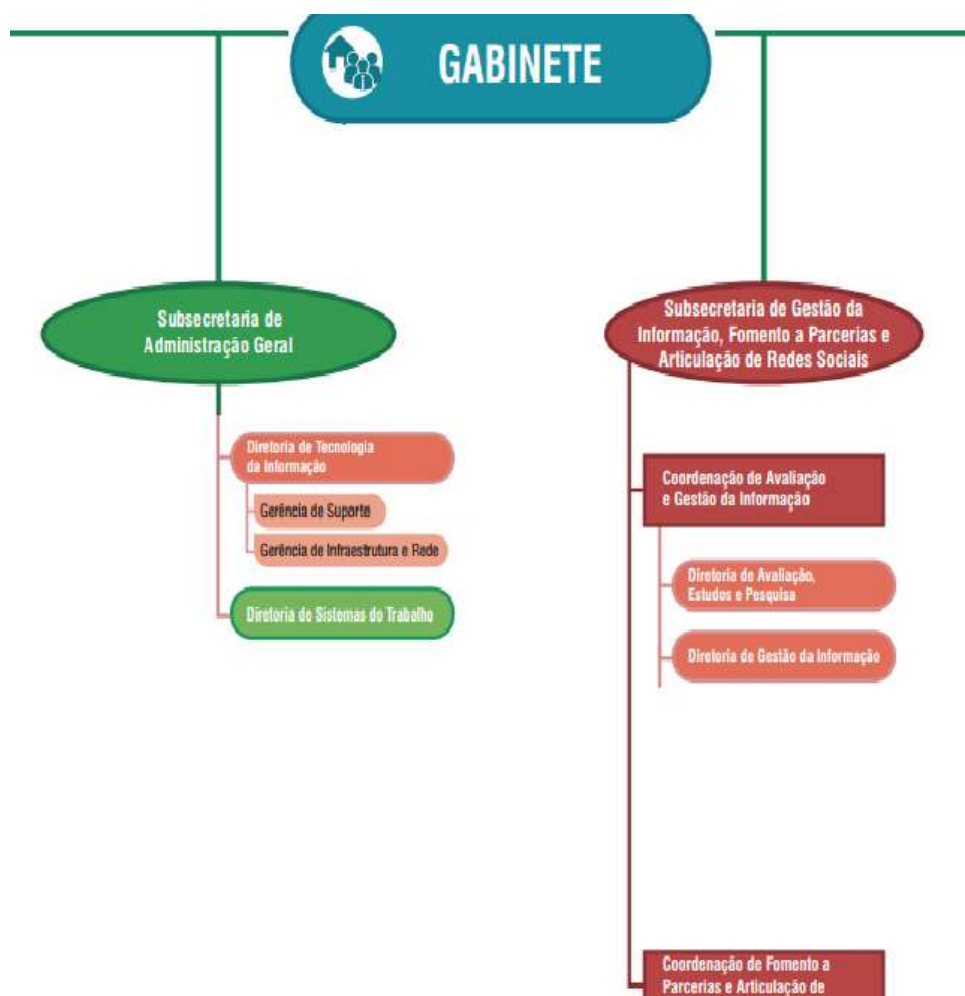 GABINETE
Subsecretaria de
Administração Geral
Diretoria de Tecnologia
da Informação
Gerência de Suporte
Gerência de Infraestrutura e Rede
Diretoria de Sistemas do Trabalho
Subsecretaria de Gestão da
Informação, Fomento a Parcerias e
Articulação de Redes Sociais
Coordenação de Avaliação
e Gestão da Informação
Diretoria de Avaliação,
Estudos e Pesquisa
Diretoria de Gestão da Informação
Coordenação de Fomento a
Parcerias e Articulação de